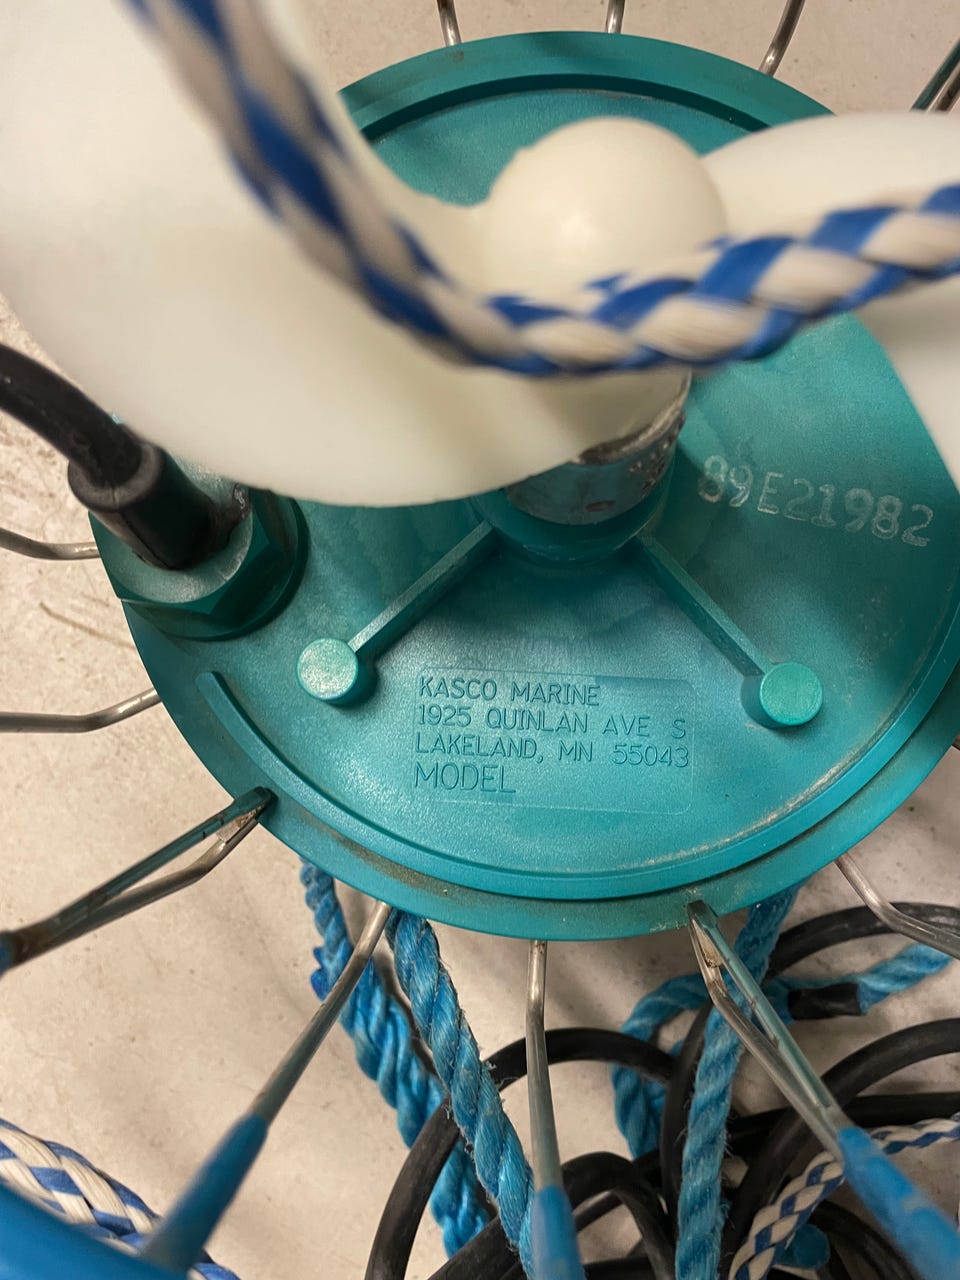 89E21982
KASCO MARINE
1925 QUINLAN AVE S
LAKELAND, MN 55043
MODEL